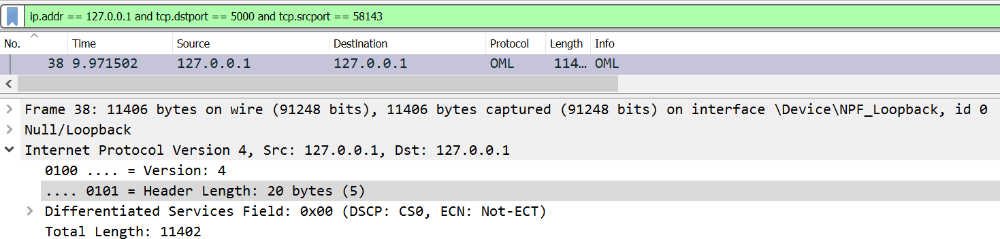 ip.addr == 127.0.0.1 and tcp.dstport == 5000 and tcp.srcport == 58143
No. Time Source Destination Protocol Length Info
38 9.971502 127.0.0.1 127.0.0.1 OML 114… OML
Frame 38: 11406 bytes on wire (91248 bits), 11406 bytes captured (91248 bits) on interface \Device\NPF_Loopback, id 0
Null/Loopback
Internet Protocol Version 4, Src: 127.0.0.1, Dst: 127.0.0.1
0100 .... = Version: 4
.... 0101 = Header Length: 20 bytes (5)
Differentiated Services Field: 0x00 (DSCP: CS0, ECN: Not-ECT)
Total Length: 11402